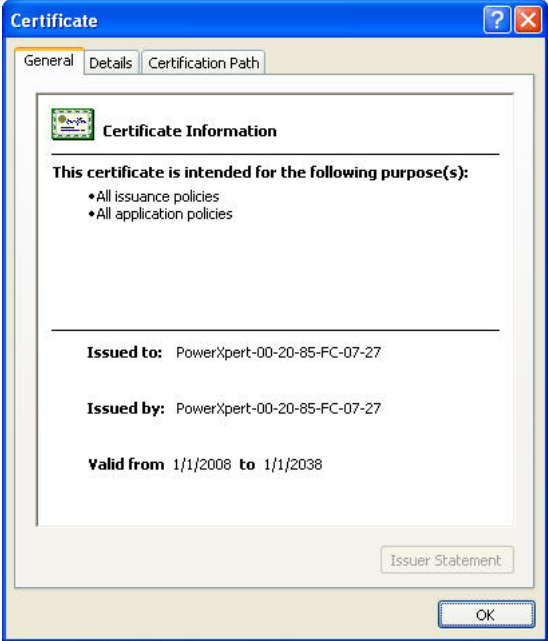 Certificate
General Details Certification Path
Certificate Information
This certificate is intended for the following purpose(s):
•All issuance policies
•All application policies
Issued to: PowerXpert-00-20-85-FC-07-27
Issued by: PowerXpert-00-20-85-FC-07-27
Valid from 1/1/2008 to 1/1/2038
Issuer Statement
OK